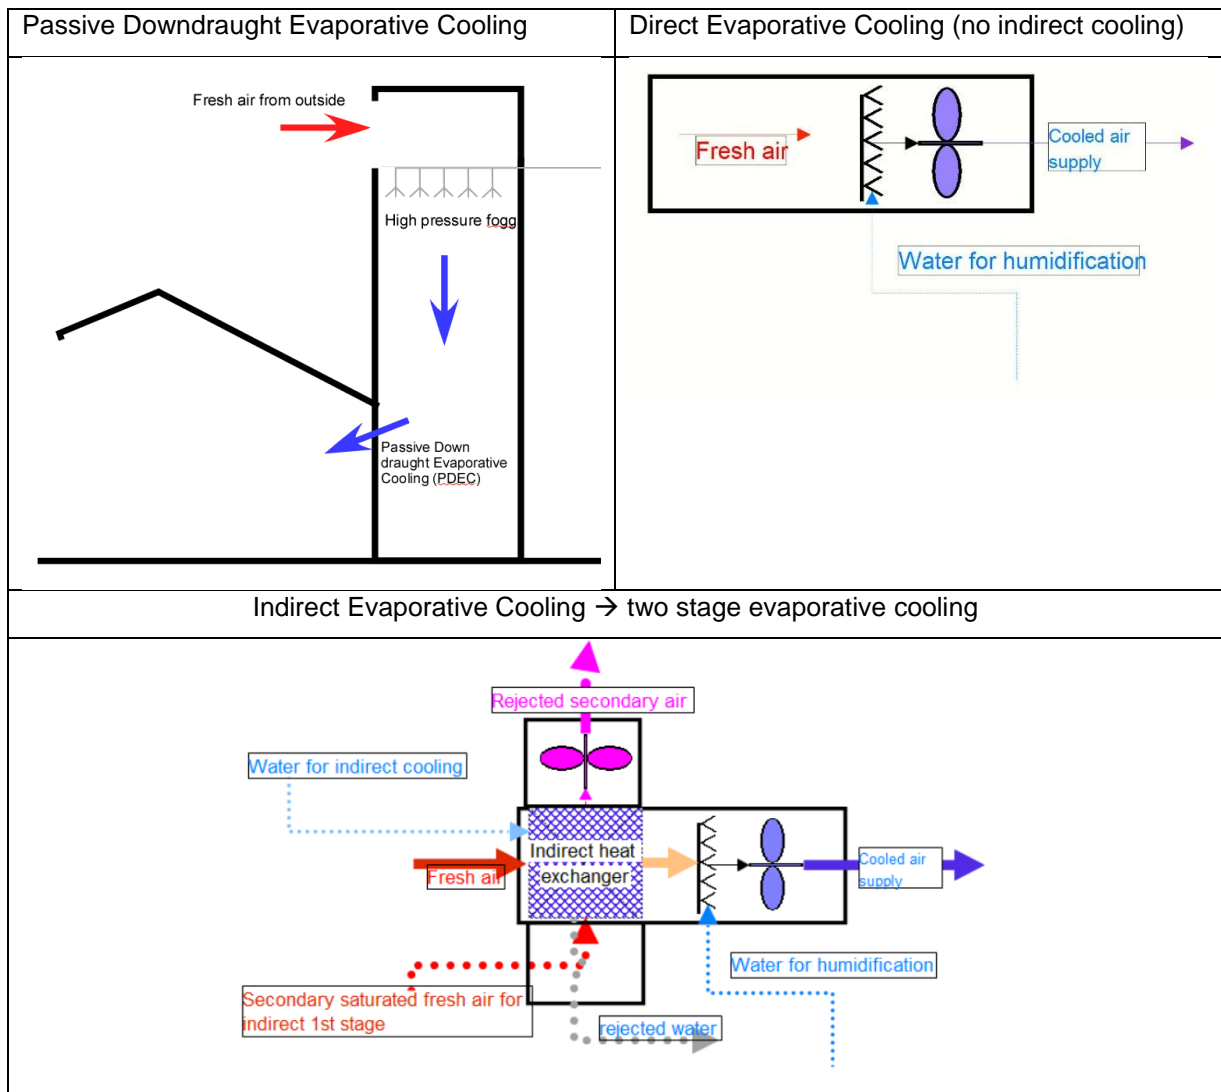 Passive Downdraught Evaporative Cooling
Direct Evaporative Cooling (no indirect cooling)
Fresh air from outside
High pressure fogg
Passive Down
draught Evaporative
Cooling (PDEC)
Fresh air
Cooled air
supply
Water for humidification
Indirect Evaporative Cooling → two stage evaporative cooling
Rejected secondary air
Water for indirect cooling
Indirect heat
exchanger
Fresh air
Cooled air
supply
Water for humidification
Secondary saturated fresh air for
indirect 1st stage
rejected water